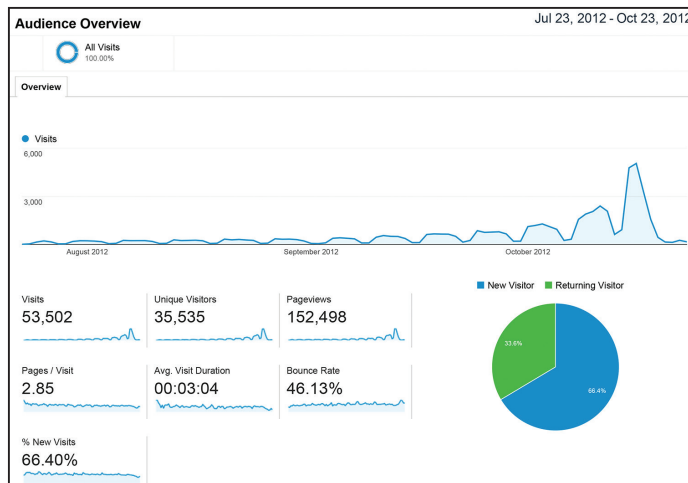 Audience Overview
Jul 23, 2012 - Oct 23, 2012
All Visits
100.00%
Overview
Visits
6,000
3,000
August 2012
September 2012
October 2012
Visits
53,502
Unique Visitors
35,535
Pageviews
152,498
Pages / Visit
2.85
Avg. Visit Duration
00:03:04
Bounce Rate
46.13%
% New Visits
66.40%
New Visitor
Returning Visitor
33.6%
66.4%